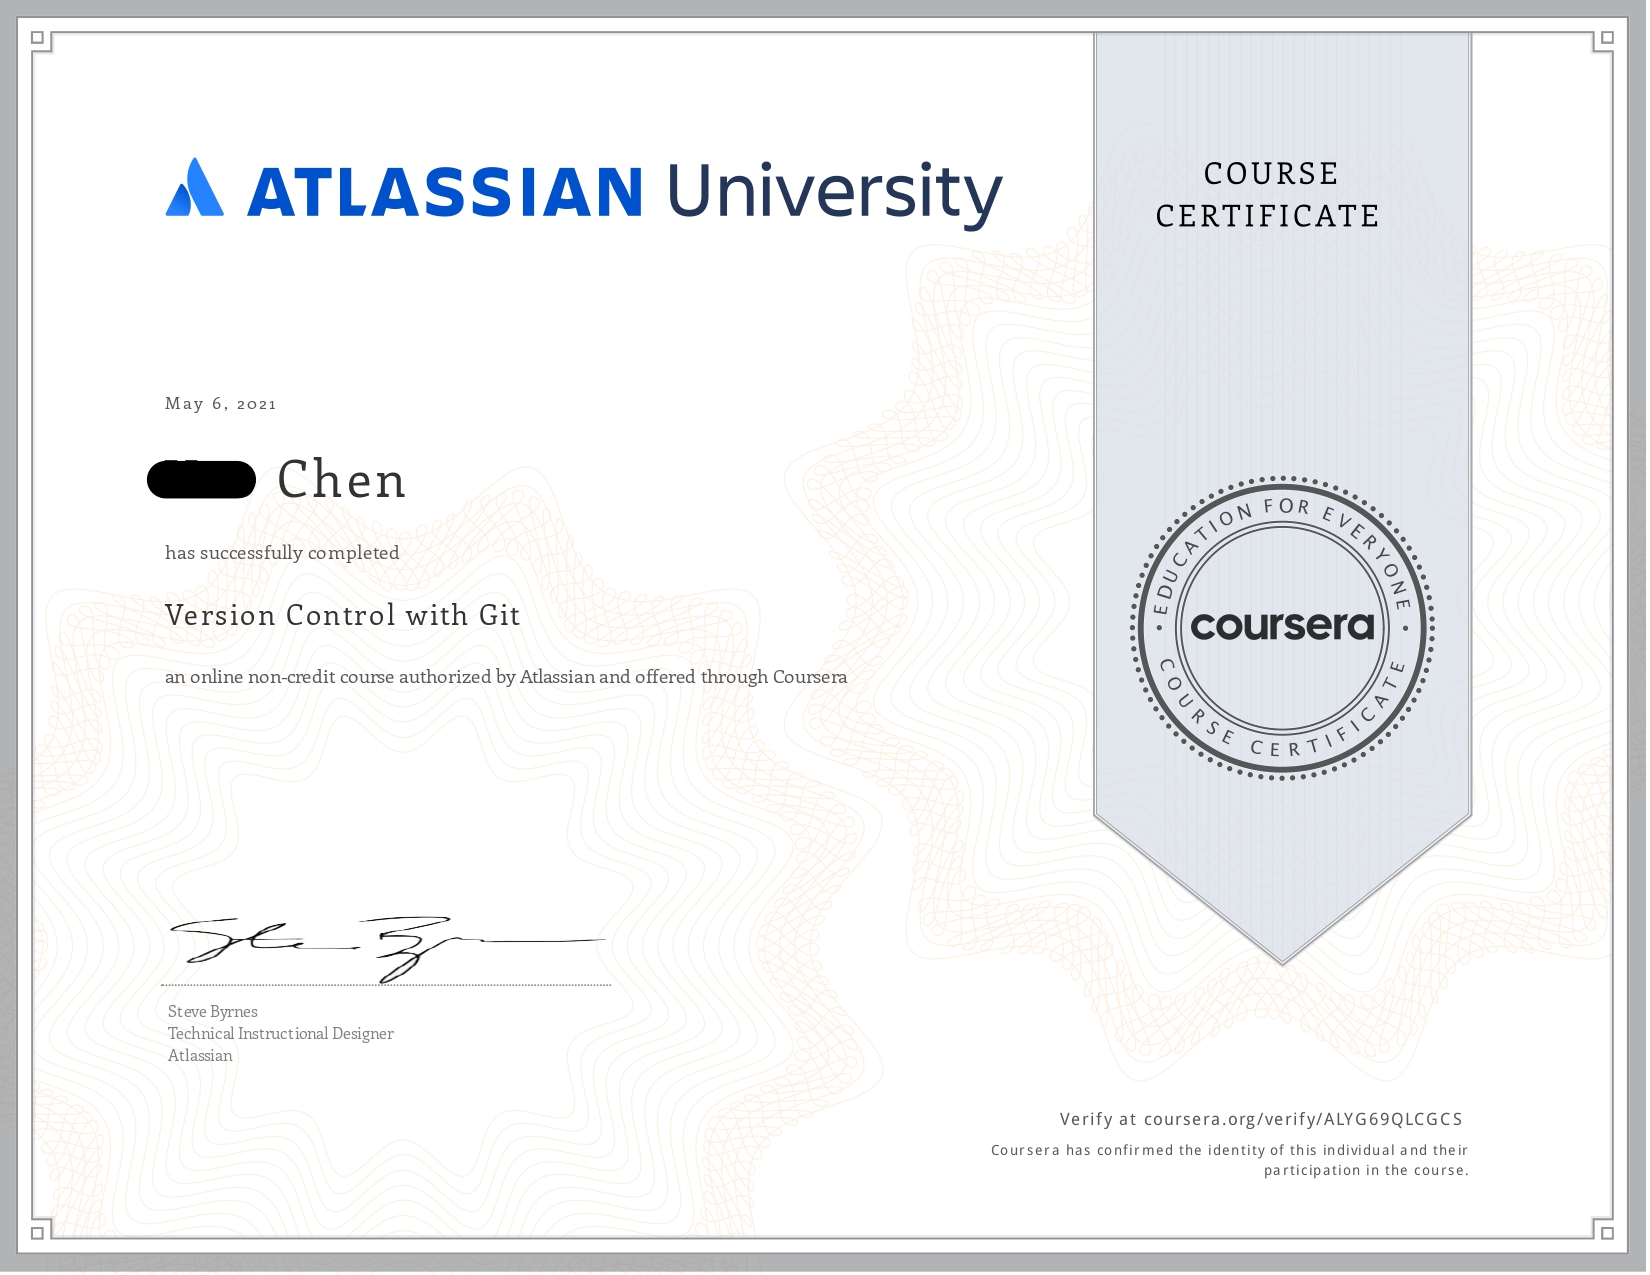 ATLASSIAN University
COURSE
CERTIFICATE
May 6, 2021
Chen
has successfully completed
Version Control with Git
an online non-credit course authorized by Atlassian and offered through Coursera
EDUCATION FOR EVERYONE
coursera
COURSE CERTIFICATE
Steve Byrnes
Technical Instructional Designer
Atlassian
Verify at coursera.org/verify/ALYG69QLCGCS
Coursera has confirmed the identity of this individual and their
participation in the course.